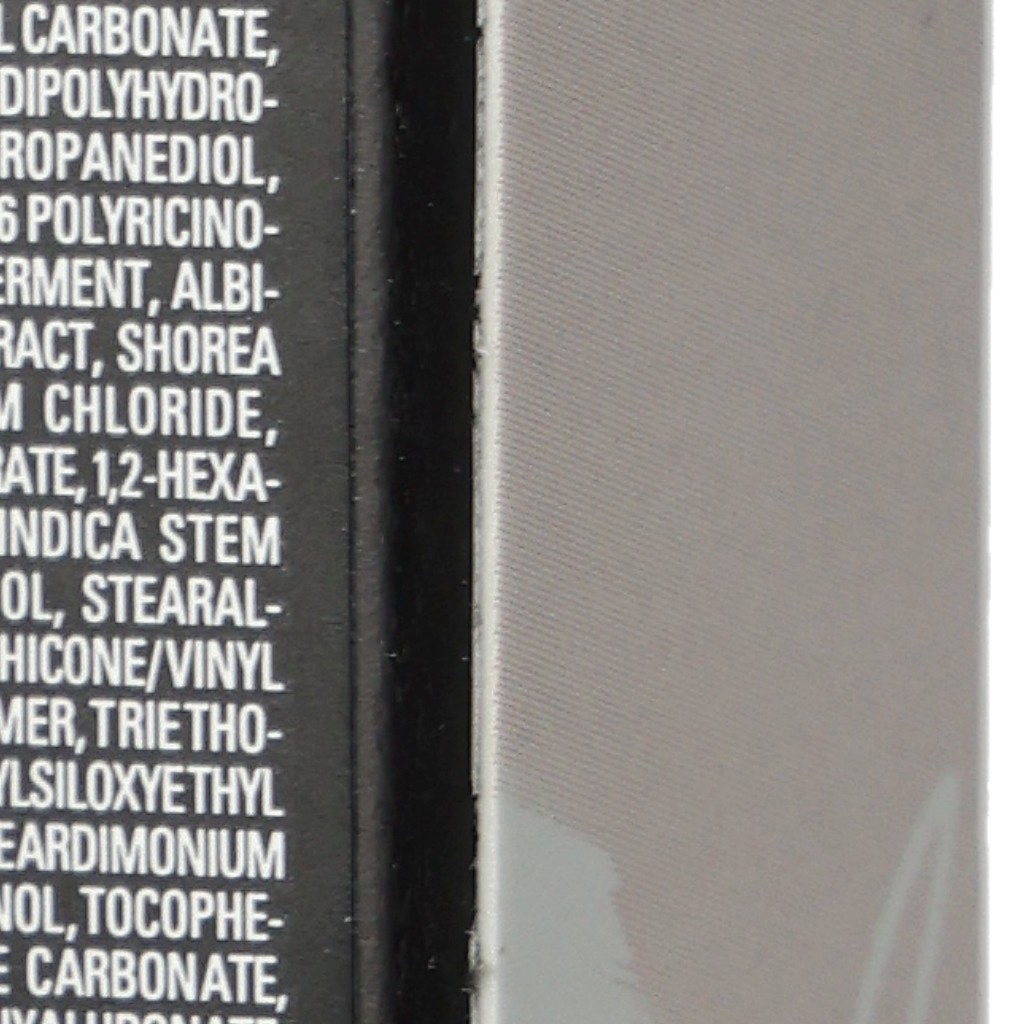 L CARBONATE,
DIPOLYHYDRO-
ROPANEDIOL,
6 POLYRICINO-
ERMENT, ALBI-
RACT, SHOREA
M CHLORIDE,
RATE, 1,2-HEXA-
INDICA STEM
OL, STEARAL-
HICONE/VINYL
MER, TRIETHO-
YLSILOXYETHYL
EARDIMONIUM
NOL, TOCOPHE-
E CARBONATE,